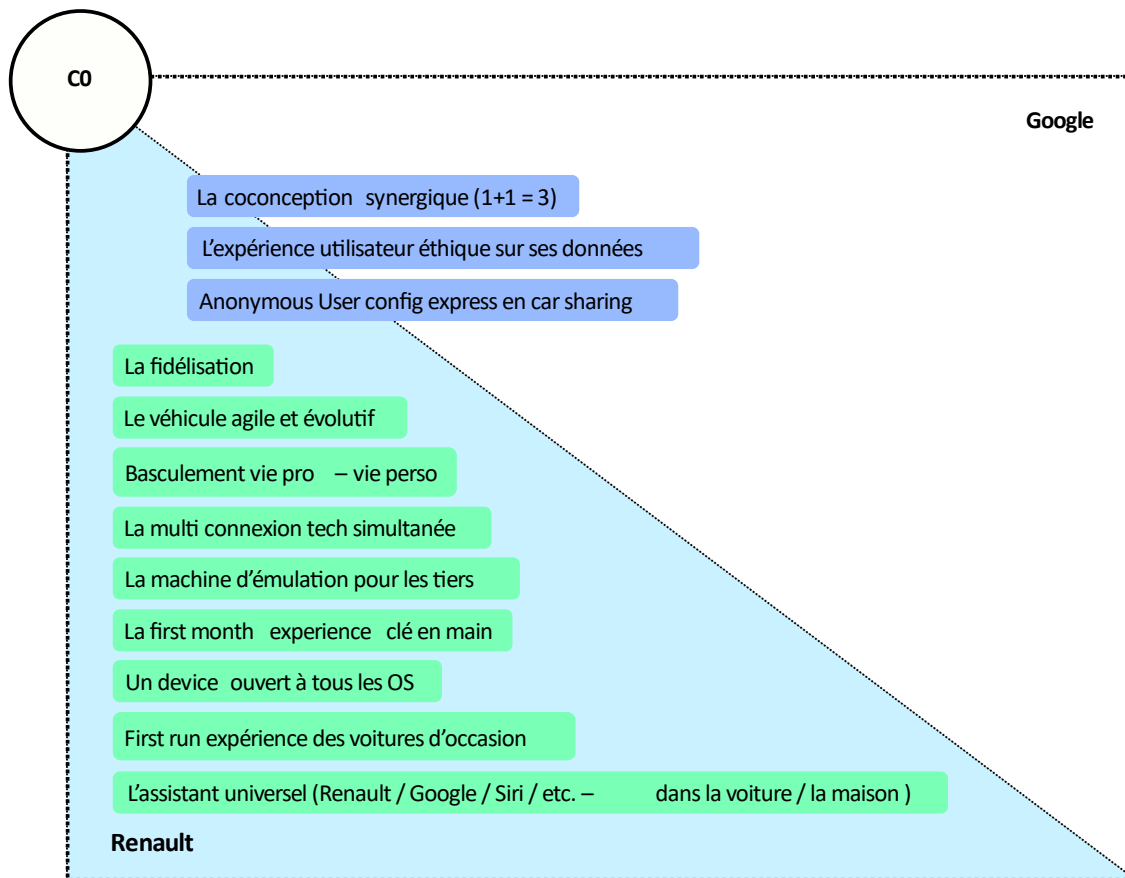 C0
Google
La coconception synergique (1+1 = 3)
L'expérience utilisateur éthique sur ses données
Anonymous User config express en car sharing
La fidélisation
Le véhicule agile et évolutif
Basculement vie pro – vie perso
La multi connexion tech simultanée
La machine d'émulation pour les tiers
La first month experience clé en main
Un device ouvert à tous les OS
First run expérience des voitures d'occasion
L'assistant universel (Renault / Google / Siri / etc. – dans la voiture / la maison )
Renault